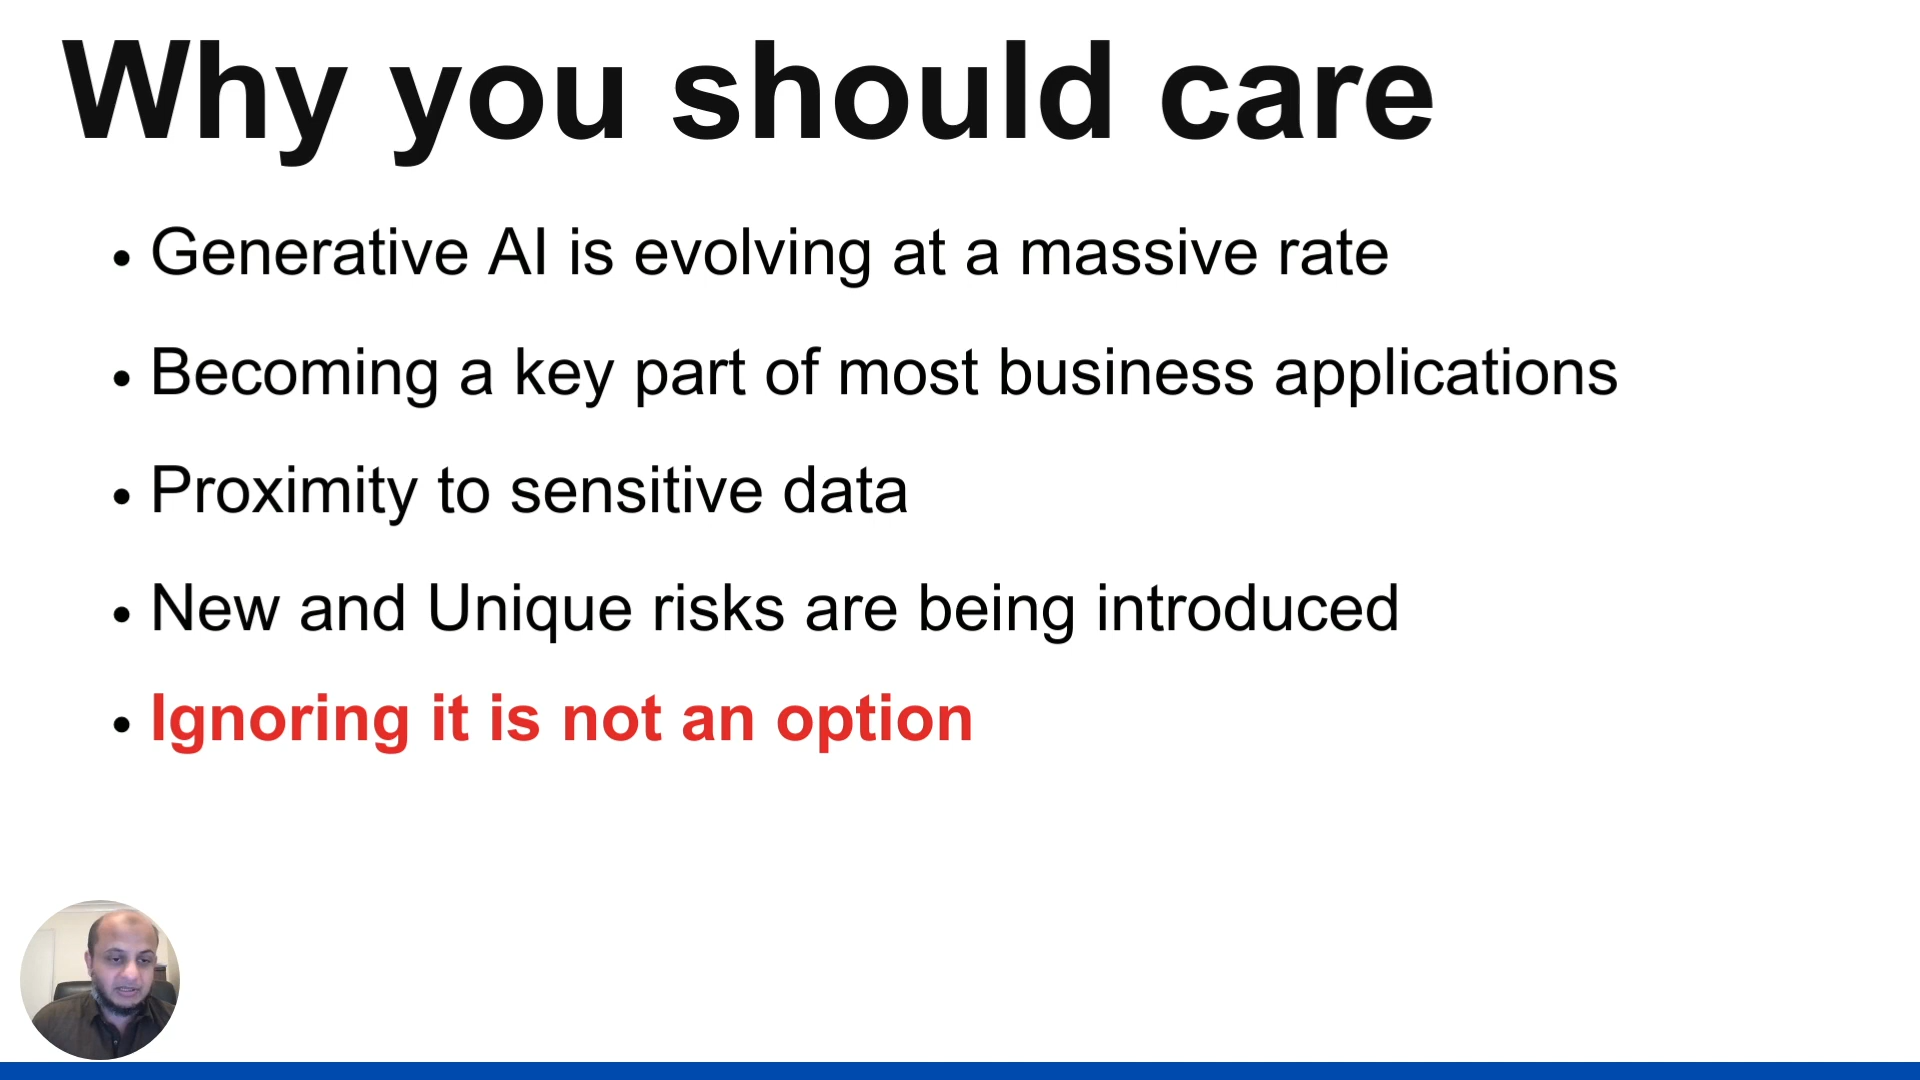 Why you should care
• Generative AI is evolving at a massive rate
• Becoming a key part of most business applications
• Proximity to sensitive data
• New and Unique risks are being introduced
• Ignoring it is not an option